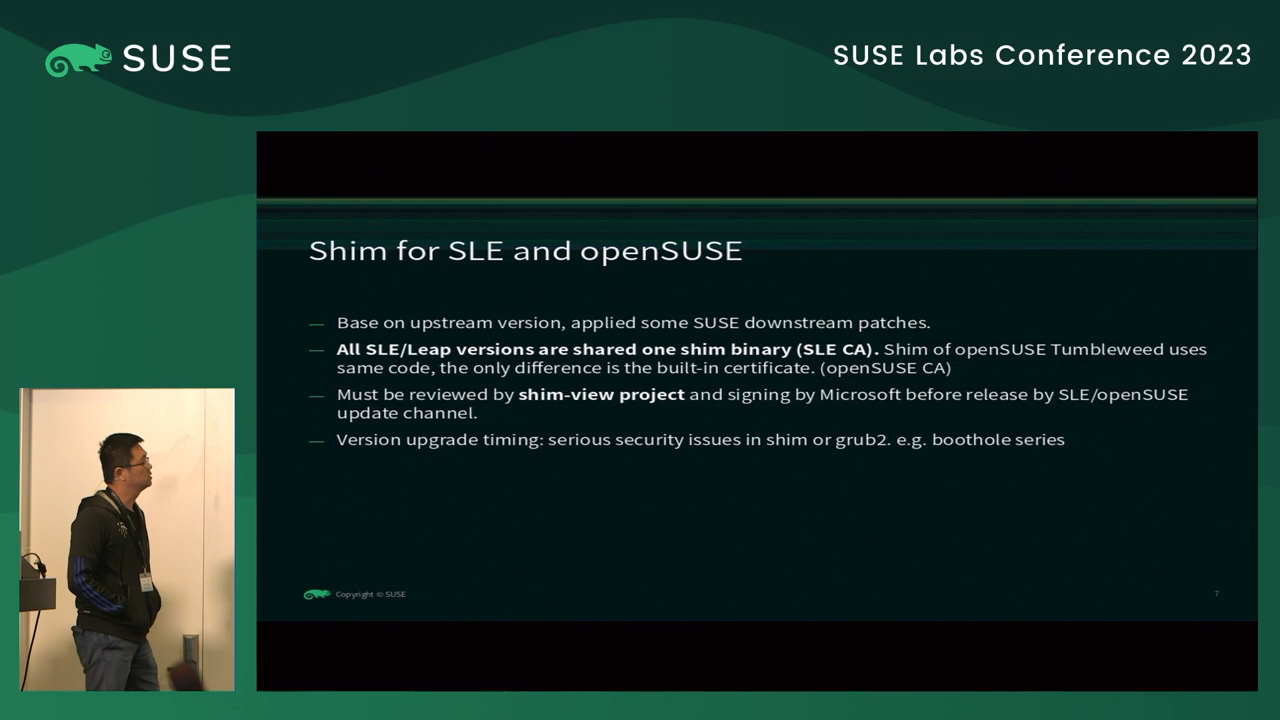 SUSE
SUSE Labs Conference 2023
Shim for SLE and openSUSE
— Base on upstream version, applied some SUSE downstream patches.
— All SLE/Leap versions are shared one shim binary (SLE CA). Shim of openSUSE Tumbleweed uses
same code, the only difference is the built-in certificate. (openSUSE CA)
— Must be reviewed by shim-view project and signing by Microsoft before release by SLE/openSUSE
update channel.
— Version upgrade timing: serious security issues in shim or grub2. e.g. boothole series
Copyright © SUSE
7